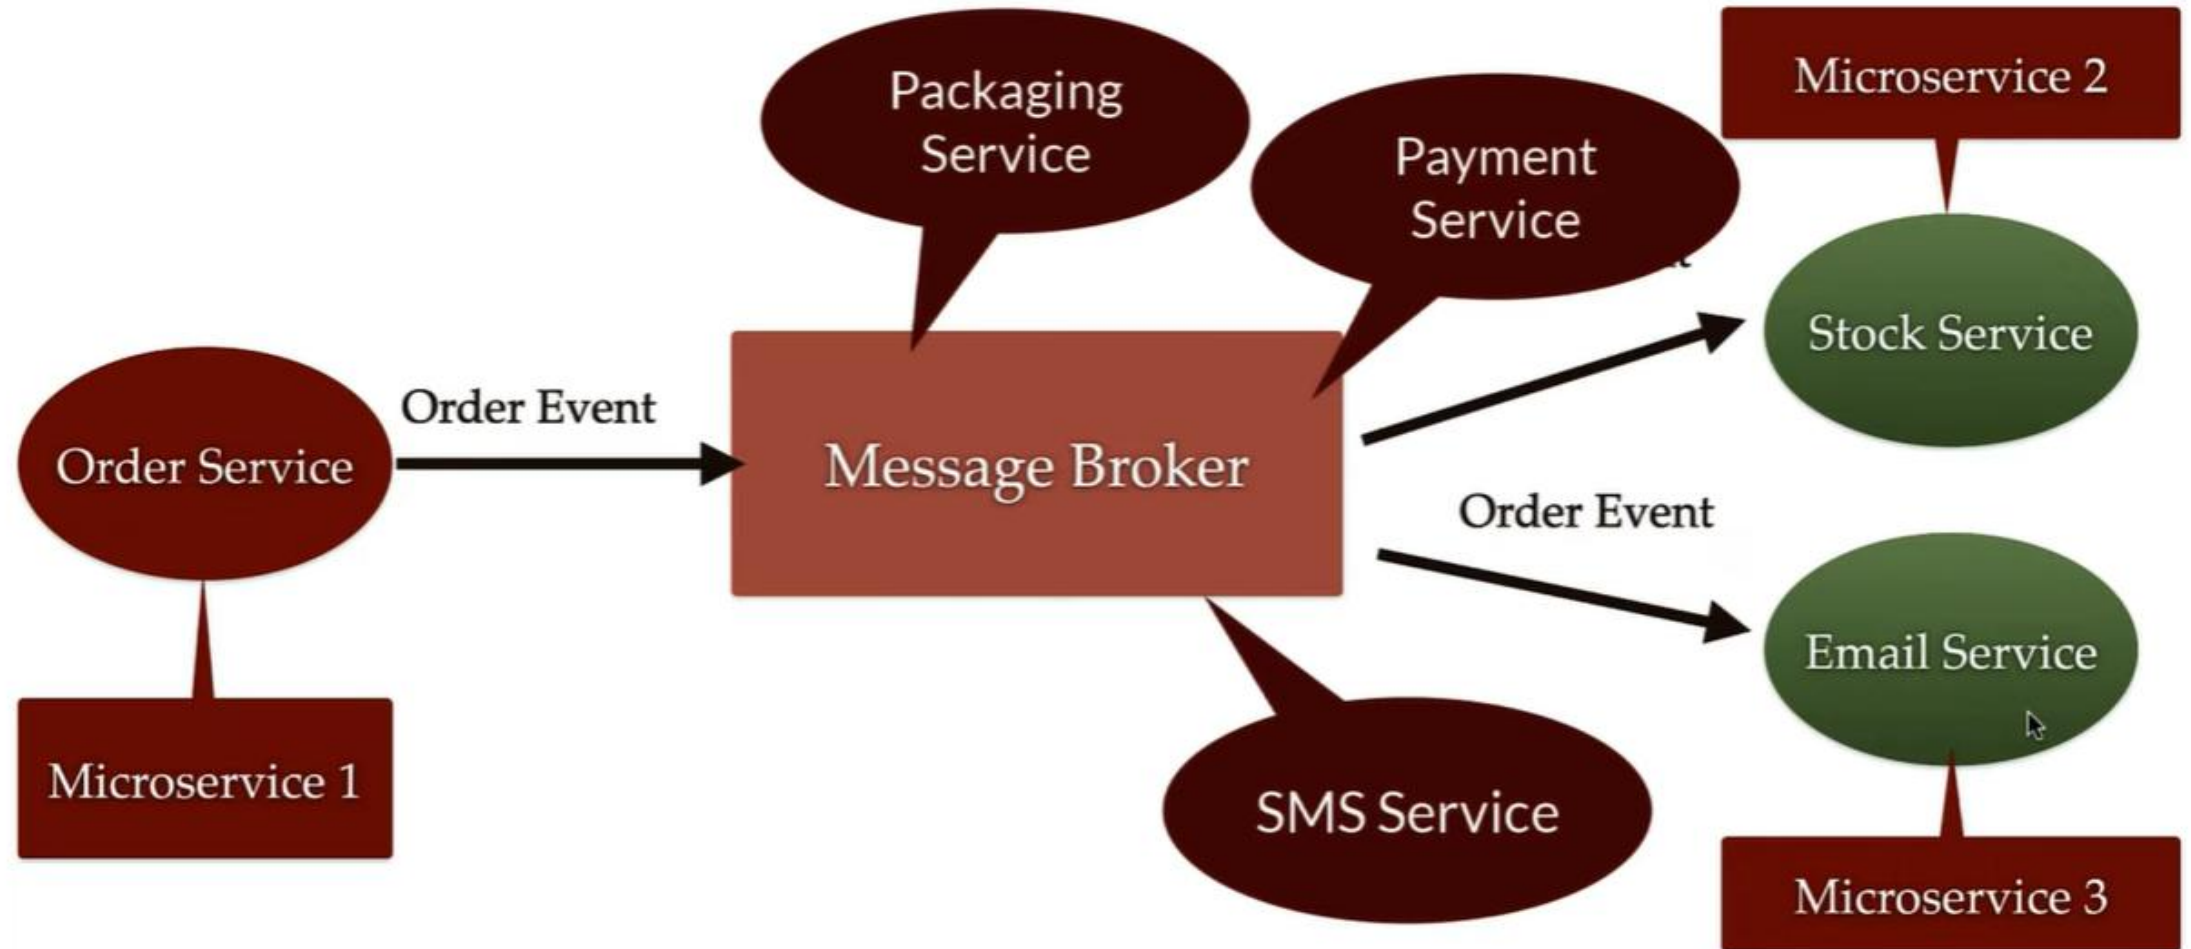 Packaging
Service
Payment
Service
Microservice 2
Stock Service
Order Event
Order Service
Message Broker
Order Event
Email Service
Microservice 1
SMS Service
Microservice 3